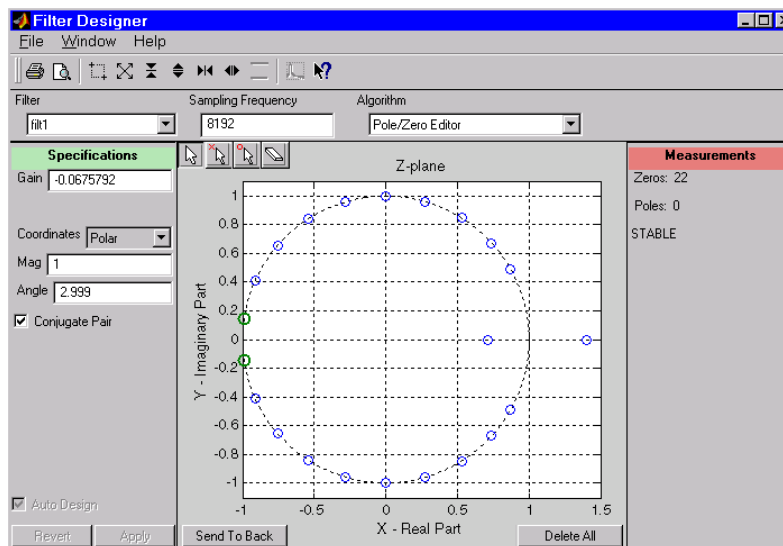 Filter Designer
File Window Help
Filter
Sampling Frequency
Algorithm
filt1
8192
Pole/Zero Editor
Specifications
Gain -0.0675792
Coordinates Polar
Mag 1
Angle 2.999
Conjugate Pair
Auto Design
Revert Apply
Z-plane
1
0.8
0.6
0.4
0.2
0
-0.2
-0.4
-0.6
-0.8
-1
Y - Imaginary Part
-1 -0.5 0 0.5 1 1.5
X - Real Part
Send To Back
Delete All
Measurements
Zeros: 22
Poles: 0
STABLE